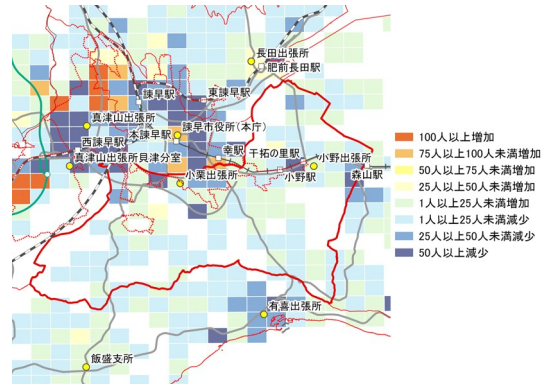 長田出張所
肥前長田駅
諫早駅
東諫早駅
真津山出張所
諫早市役所(本庁)
本諫早駅
西諫早駅
幸駅
干拓の里駅
小野出張所
真津山出張所貝津分室
小栗出張所
小野駅
森山駅
有喜出張所
飯盛支所
100人以上増加
75人以上100人未満増加
50人以上75人未満増加
25人以上50人未満増加
1人以上25人未満増加
1人以上25人未満減少
25人以上50人未満減少
50人以上減少